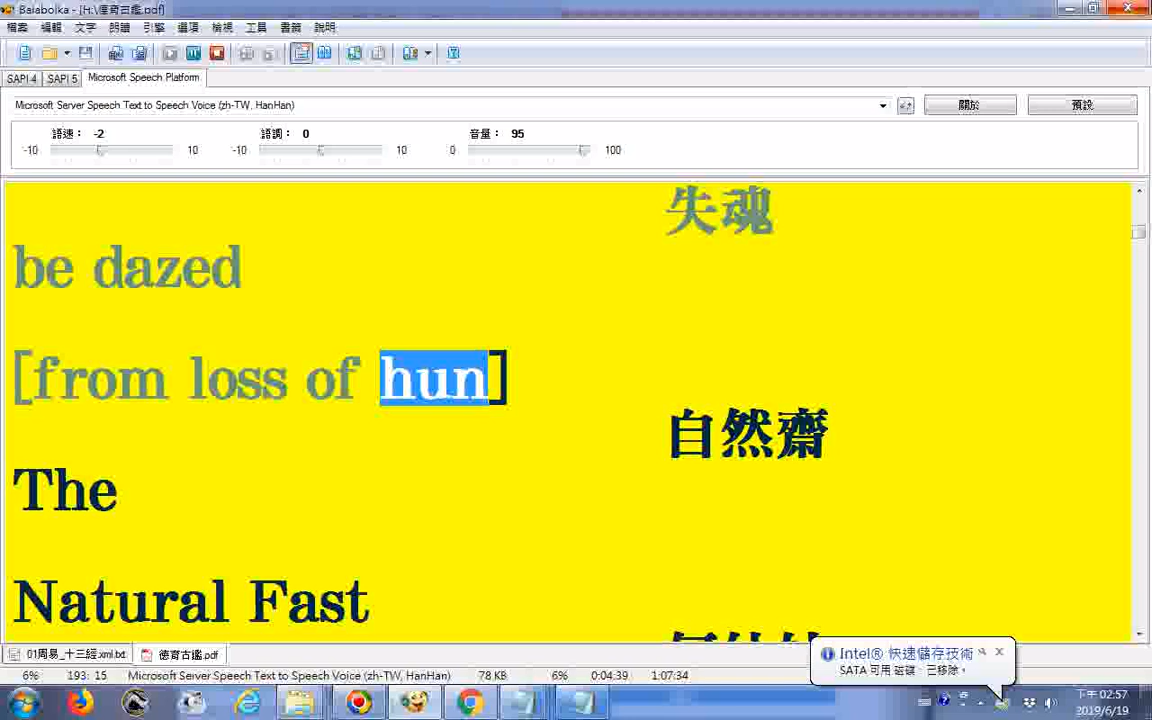 Balabolka - [H:\德育古鑑.pdf]
檔案 編輯 文字 朗讀 引擎 選項 檢視 工具 書籤 說明
SAPI 4 SAPI 5 Microsoft Speech Platform
Microsoft Server Speech Text to Speech Voice (zh-TW, HanHan) 關於 預設
語速： -2 語調： 0 音量： 95
-10 10 -10 10 0 100
失魂
be dazed
[from loss of hun]
自然齋
The
Natural Fast
Intel® 快速儲存技術
SATA 可用 磁碟：已移除。
01周易_十三經.xml.txt 德育古鑑.pdf
6% 193: 15 Microsoft Server Speech Text to Speech Voice (zh-TW, HanHan) 78 KB 6% 0:04:39 1:07:34
下午 02:57
2019/6/19